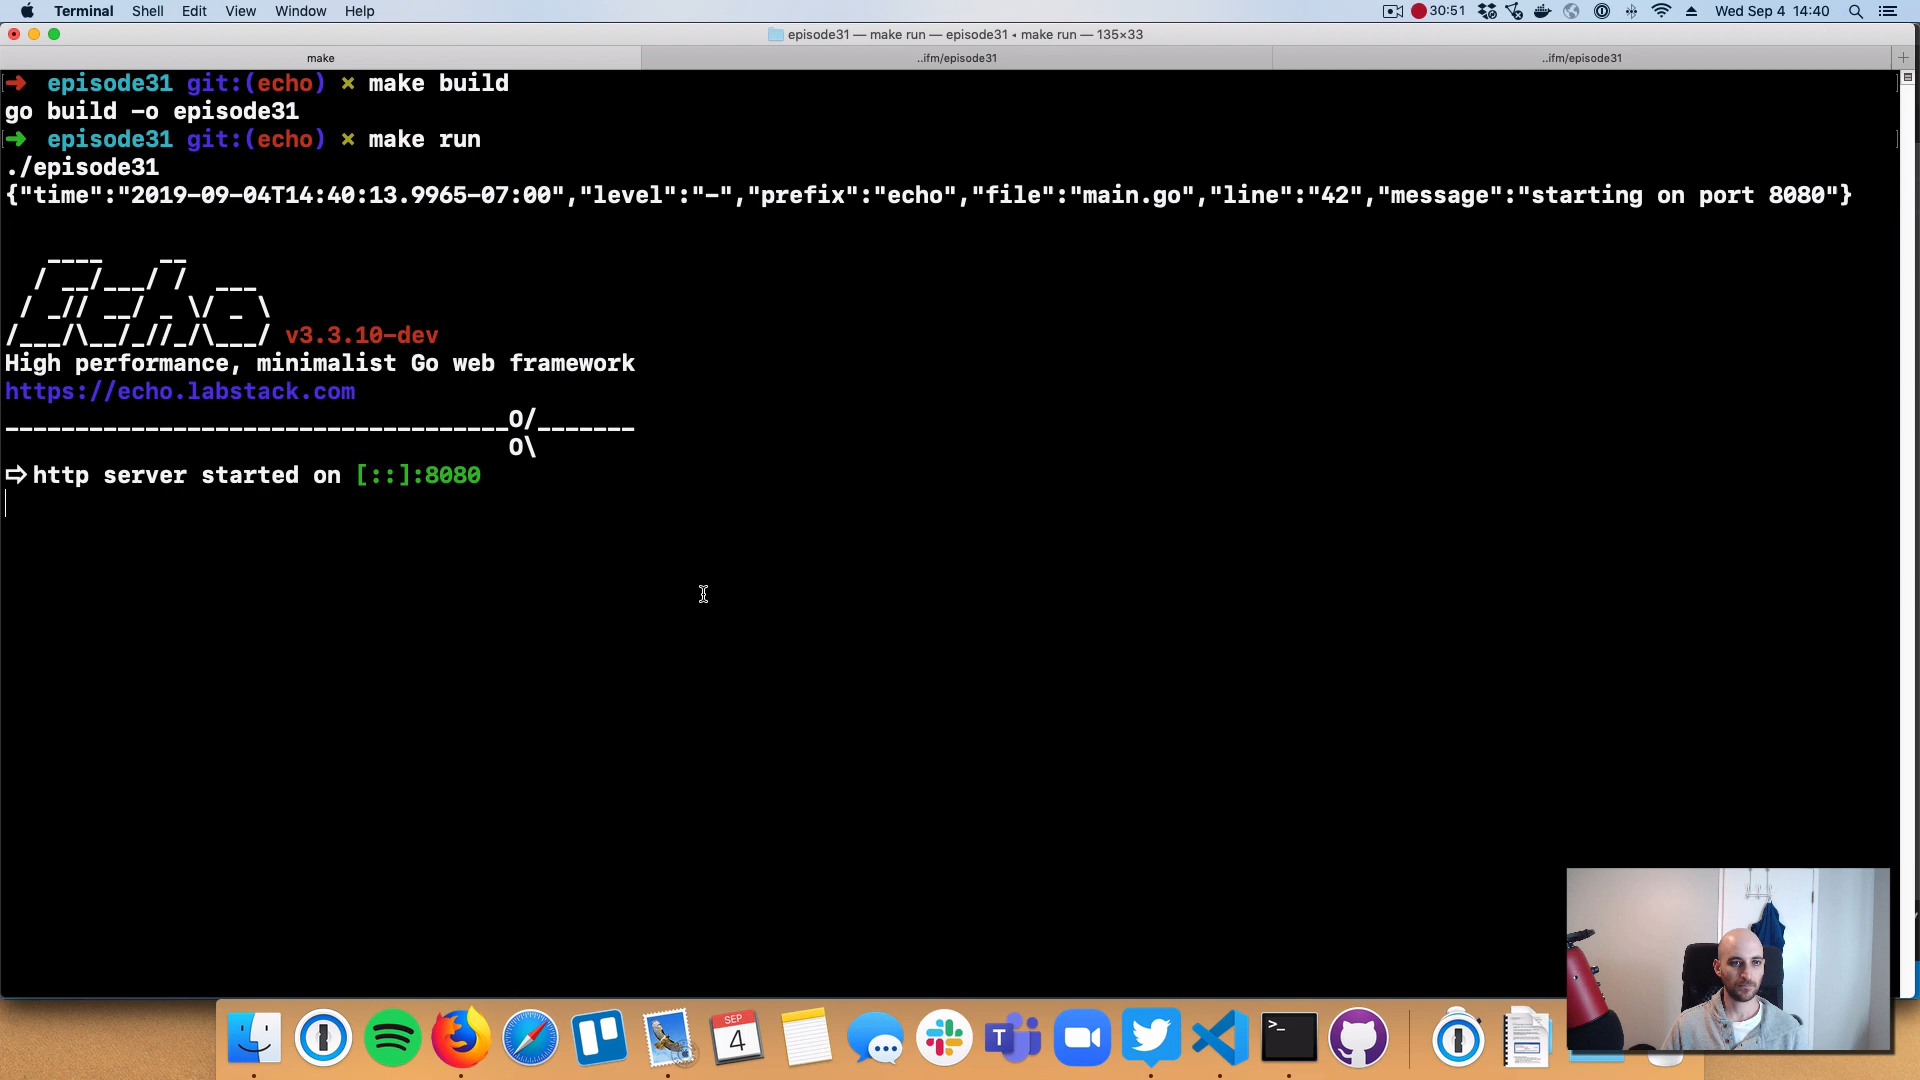 Terminal Shell Edit View Window Help 30:51 Wed Sep 4 14:40
episode31 — make run — episode31 ◂ make run — 135×33
make ..ifm/episode31 ..ifm/episode31
➜ episode31 git:(echo) × make build
go build -o episode31
➜ episode31 git:(echo) × make run
./episode31
{"time":"2019-09-04T14:40:13.9965-07:00","level":"-","prefix":"echo","file":"main.go","line":"42","message":"starting on port 8080"}
Echo
v3.3.10-dev
High performance, minimalist Go web framework
https://echo.labstack.com
____________________________________O/_______
O\
⇨ http server started on [::]:8080
SEP
4
T
>_